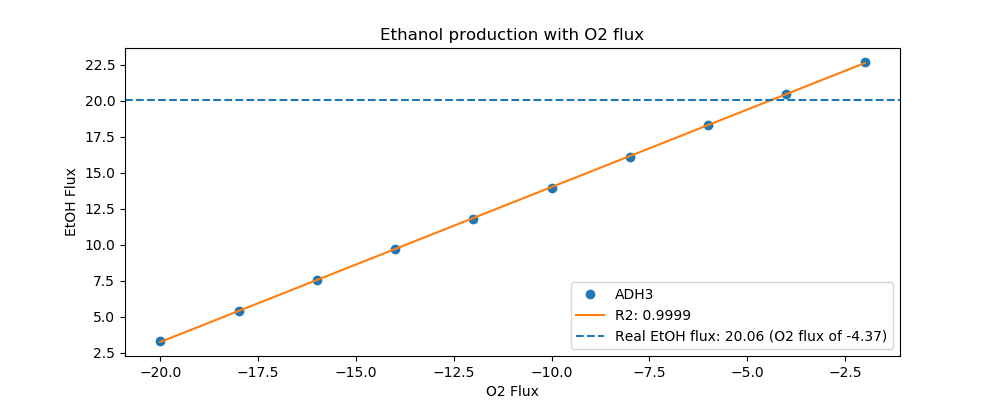 Ethanol production with O2 flux
EtOH Flux
22.5
20.0
17.5
15.0
12.5
10.0
7.5
5.0
2.5
ADH3
R2: 0.9999
Real EtOH flux: 20.06 (O2 flux of -4.37)
−20.0 −17.5 −15.0 −12.5 −10.0 −7.5 −5.0 −2.5
O2 Flux